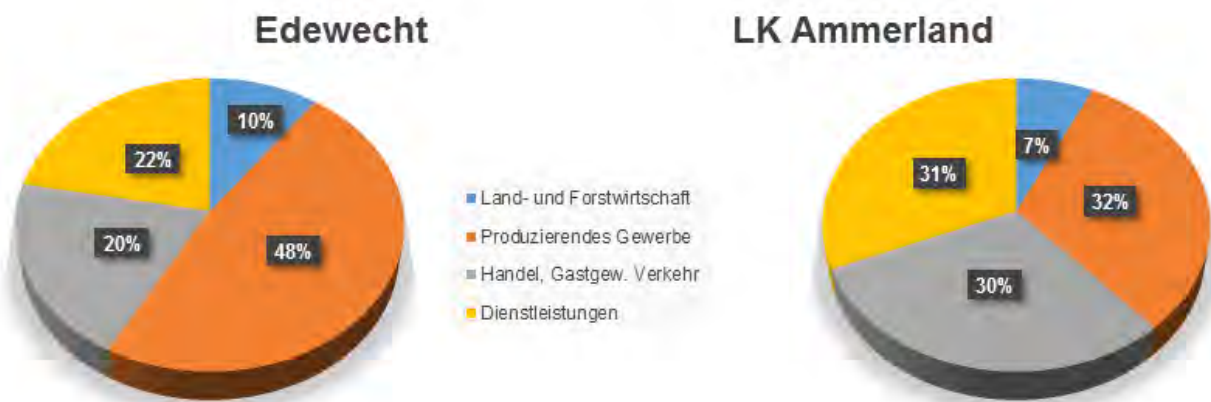 Edewecht
10%
22%
20%
48%
Land- und Forstwirtschaft
Produzierendes Gewerbe
Handel, Gastgew. Verkehr
Dienstleistungen
LK Ammerland
7%
31%
32%
30%